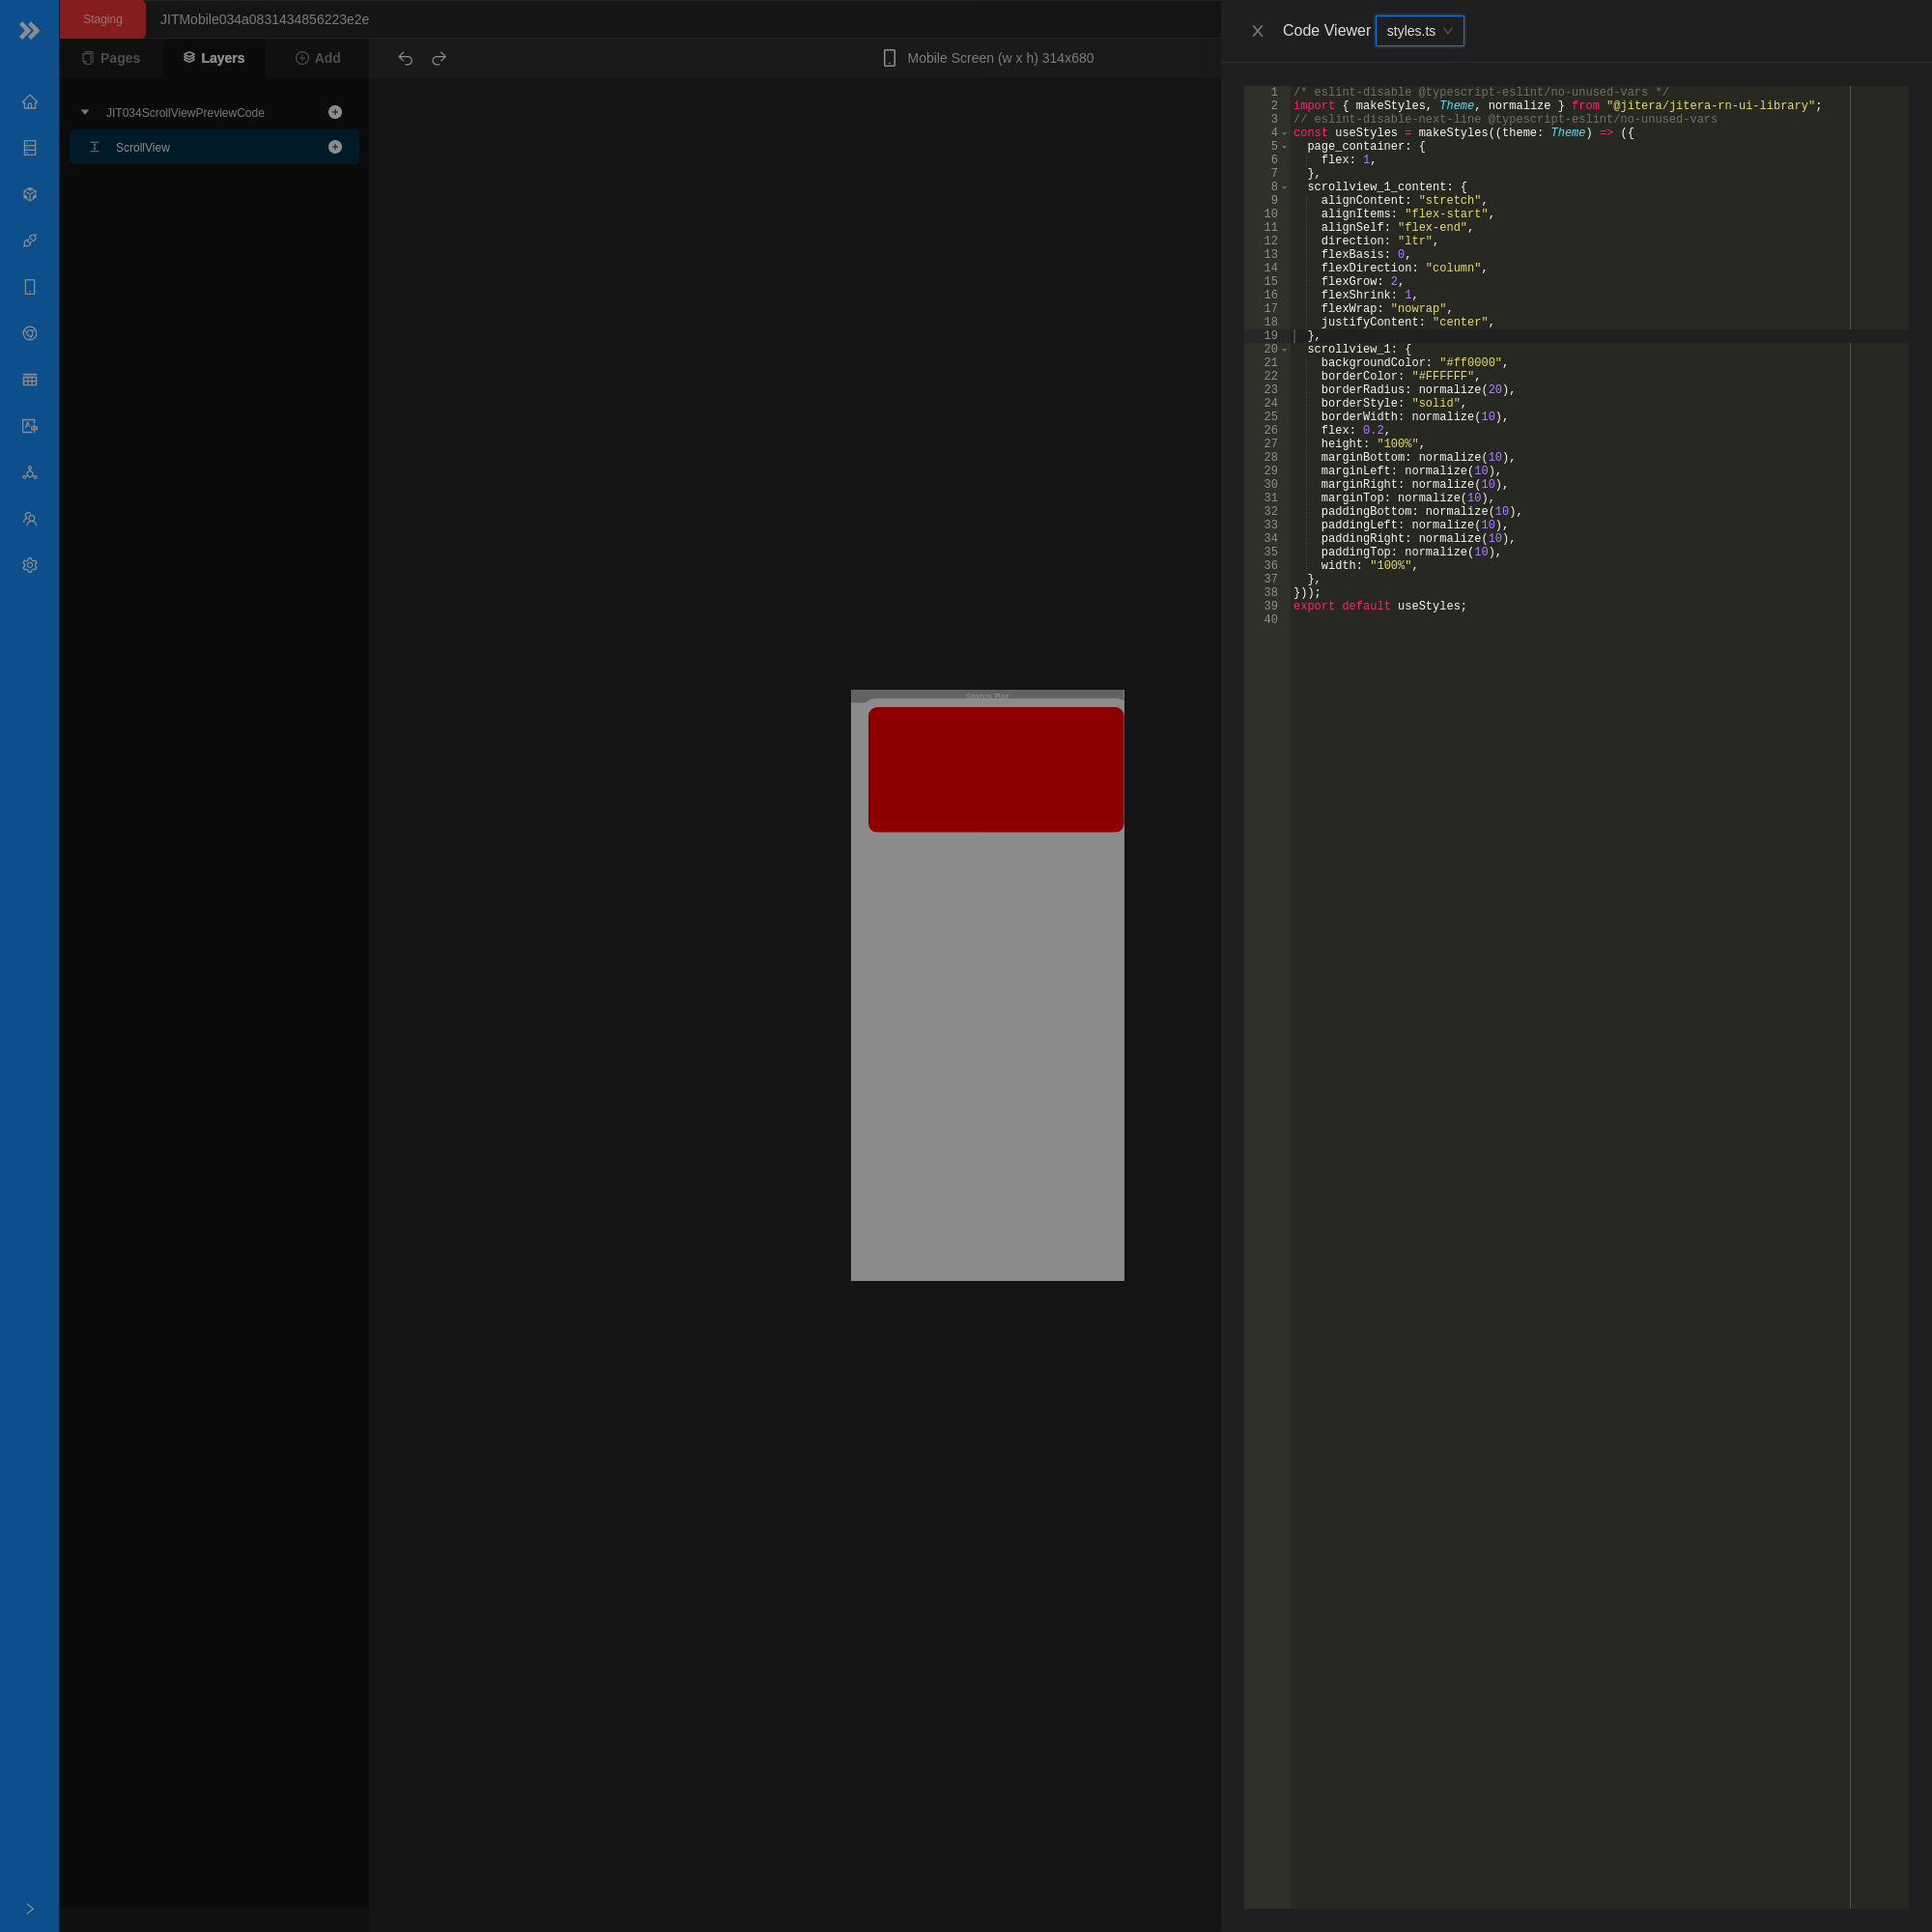 Staging
JITMobile034a0831434856223e2e
Pages
Layers
Add
JIT034ScrollViewPreviewCode
ScrollView
Mobile Screen (w x h) 314x680
Status Bar
Code Viewer
styles.ts
1 /* eslint-disable @typescript-eslint/no-unused-vars */
2 import { makeStyles, Theme, normalize } from "@jitera/jitera-rn-ui-library";
3 // eslint-disable-next-line @typescript-eslint/no-unused-vars
4 const useStyles = makeStyles((theme: Theme) => ({
5   page_container: {
6     flex: 1,
7   },
8   scrollview_1_content: {
9     alignContent: "stretch",
10     alignItems: "flex-start",
11     alignSelf: "flex-end",
12     direction: "ltr",
13     flexBasis: 0,
14     flexDirection: "column",
15     flexGrow: 2,
16     flexShrink: 1,
17     flexWrap: "nowrap",
18     justifyContent: "center",
19   },
20   scrollview_1: {
21     backgroundColor: "#ff0000",
22     borderColor: "#FFFFFF",
23     borderRadius: normalize(20),
24     borderStyle: "solid",
25     borderWidth: normalize(10),
26     flex: 0.2,
27     height: "100%",
28     marginBottom: normalize(10),
29     marginLeft: normalize(10),
30     marginRight: normalize(10),
31     marginTop: normalize(10),
32     paddingBottom: normalize(10),
33     paddingLeft: normalize(10),
34     paddingRight: normalize(10),
35     paddingTop: normalize(10),
36     width: "100%",
37   },
38 }));
39 export default useStyles;
40